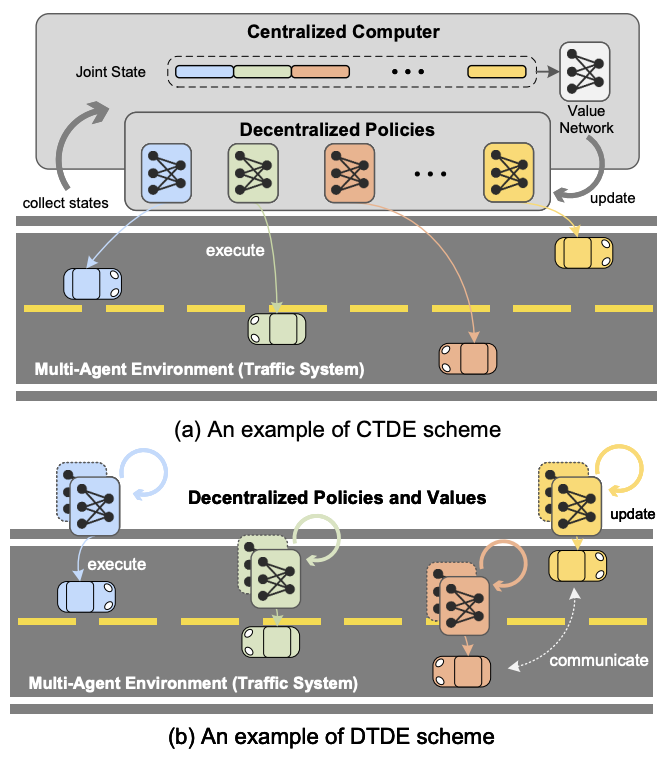 Centralized Computer
Joint State
Value
Network
Decentralized Policies
collect states
update
execute
Multi-Agent Environment (Traffic System)
(a) An example of CTDE scheme
Decentralized Policies and Values
update
execute
communicate
Multi-Agent Environment (Traffic System)
(b) An example of DTDE scheme